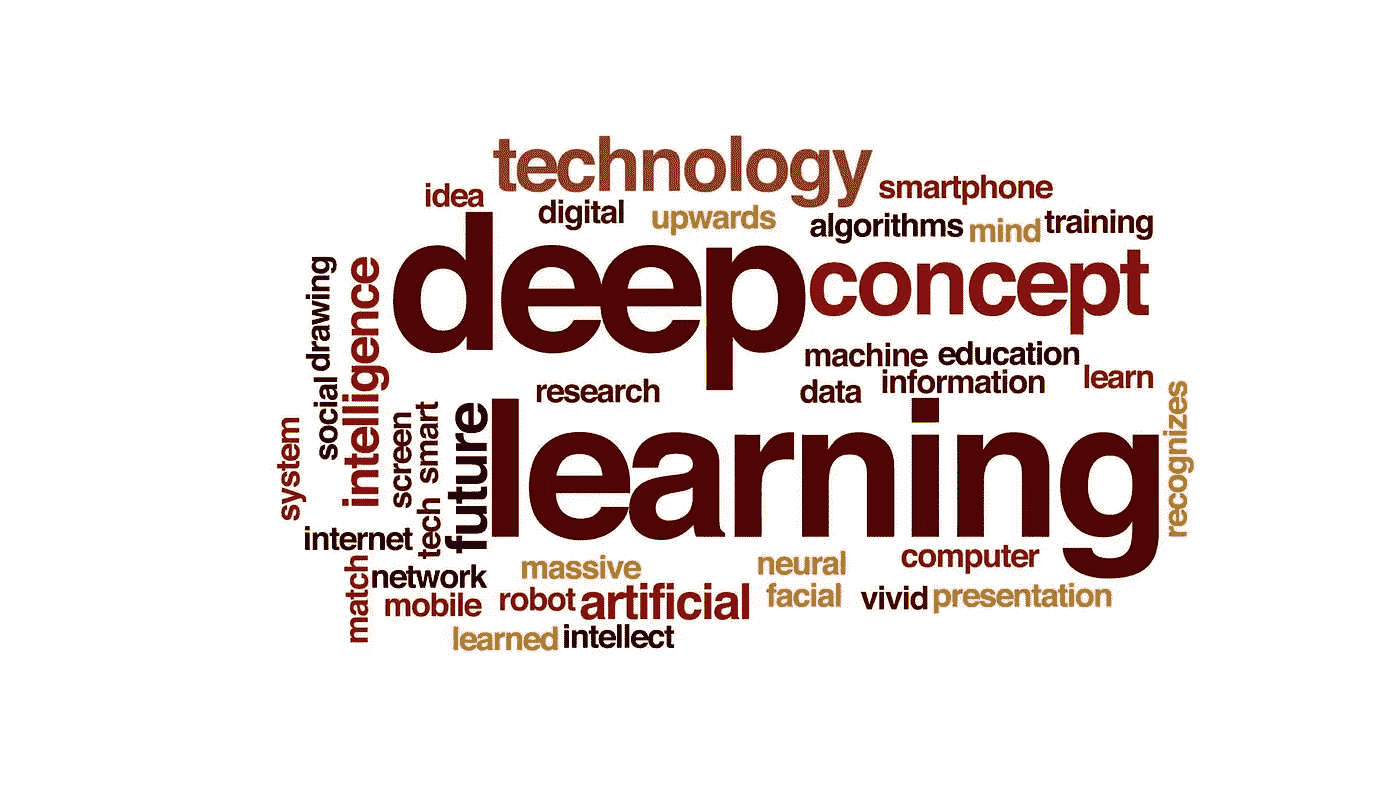 technology
idea
smartphone
digital
upwards
algorithms
mind
training
deep
concept
drawing
intelligence
machine
education
social
research
data
information
learn
learning
recognizes
system
screen
smart
future
internet
tech
match
network
massive
neural
computer
mobile
robot
artificial
facial
vivid
presentation
learned
intellect